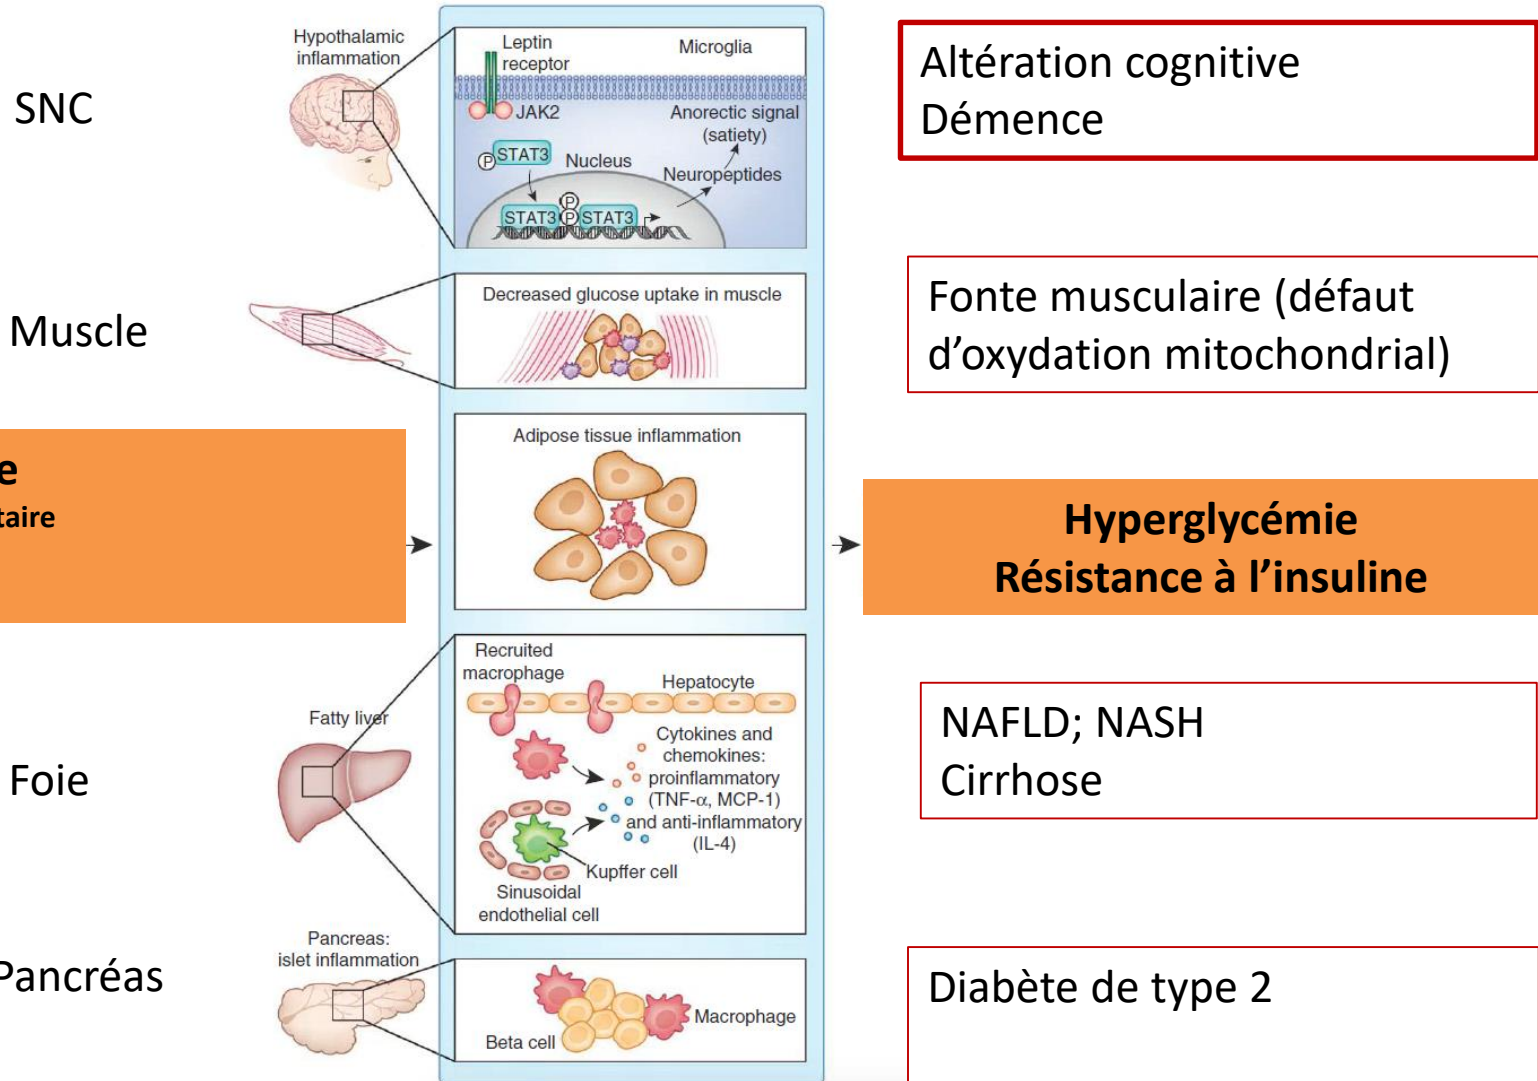 SNC
Hypothalamic
inflammation
Leptin
receptor
Microglia
JAK2
Anorectic signal
(satiety)
P
STAT3
Nucleus
Neuropeptides
P
STAT3
P
STAT3
Altération cognitive
Démence
Muscle
Decreased glucose uptake in muscle
Fonte musculaire (défaut
d’oxydation mitochondrial)
e
taire
Adipose tissue inflammation
Hyperglycémie
Résistance à l’insuline
Foie
Fatty liver
Recruited
macrophage
Hepatocyte
Cytokines and
chemokines:
proinflammatory
(TNF-α, MCP-1)
and anti-inflammatory
(IL-4)
Kupffer cell
Sinusoidal
endothelial cell
NAFLD; NASH
Cirrhose
Pancréas
Pancreas:
islet inflammation
Macrophage
Beta cell
Diabète de type 2